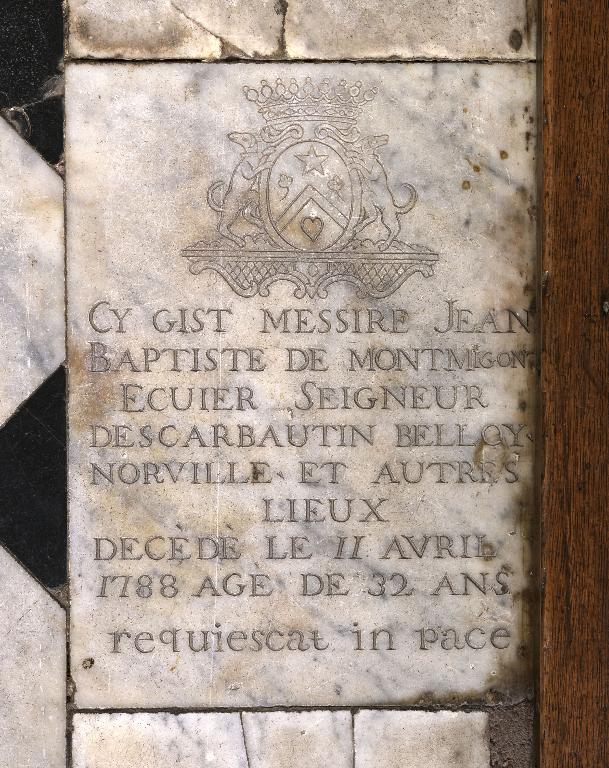 CY GIST MESSIRE JEAN
BAPTISTE DE MONTMIGON
ECUIER SEIGNEUR
DESCARBAUTIN BELLOY
NORVILLE ET AUTRES
LIEUX
DECÈDÈ LE 11 AVRIL
1788 AGE DE 32 ANS
requiescat in pace